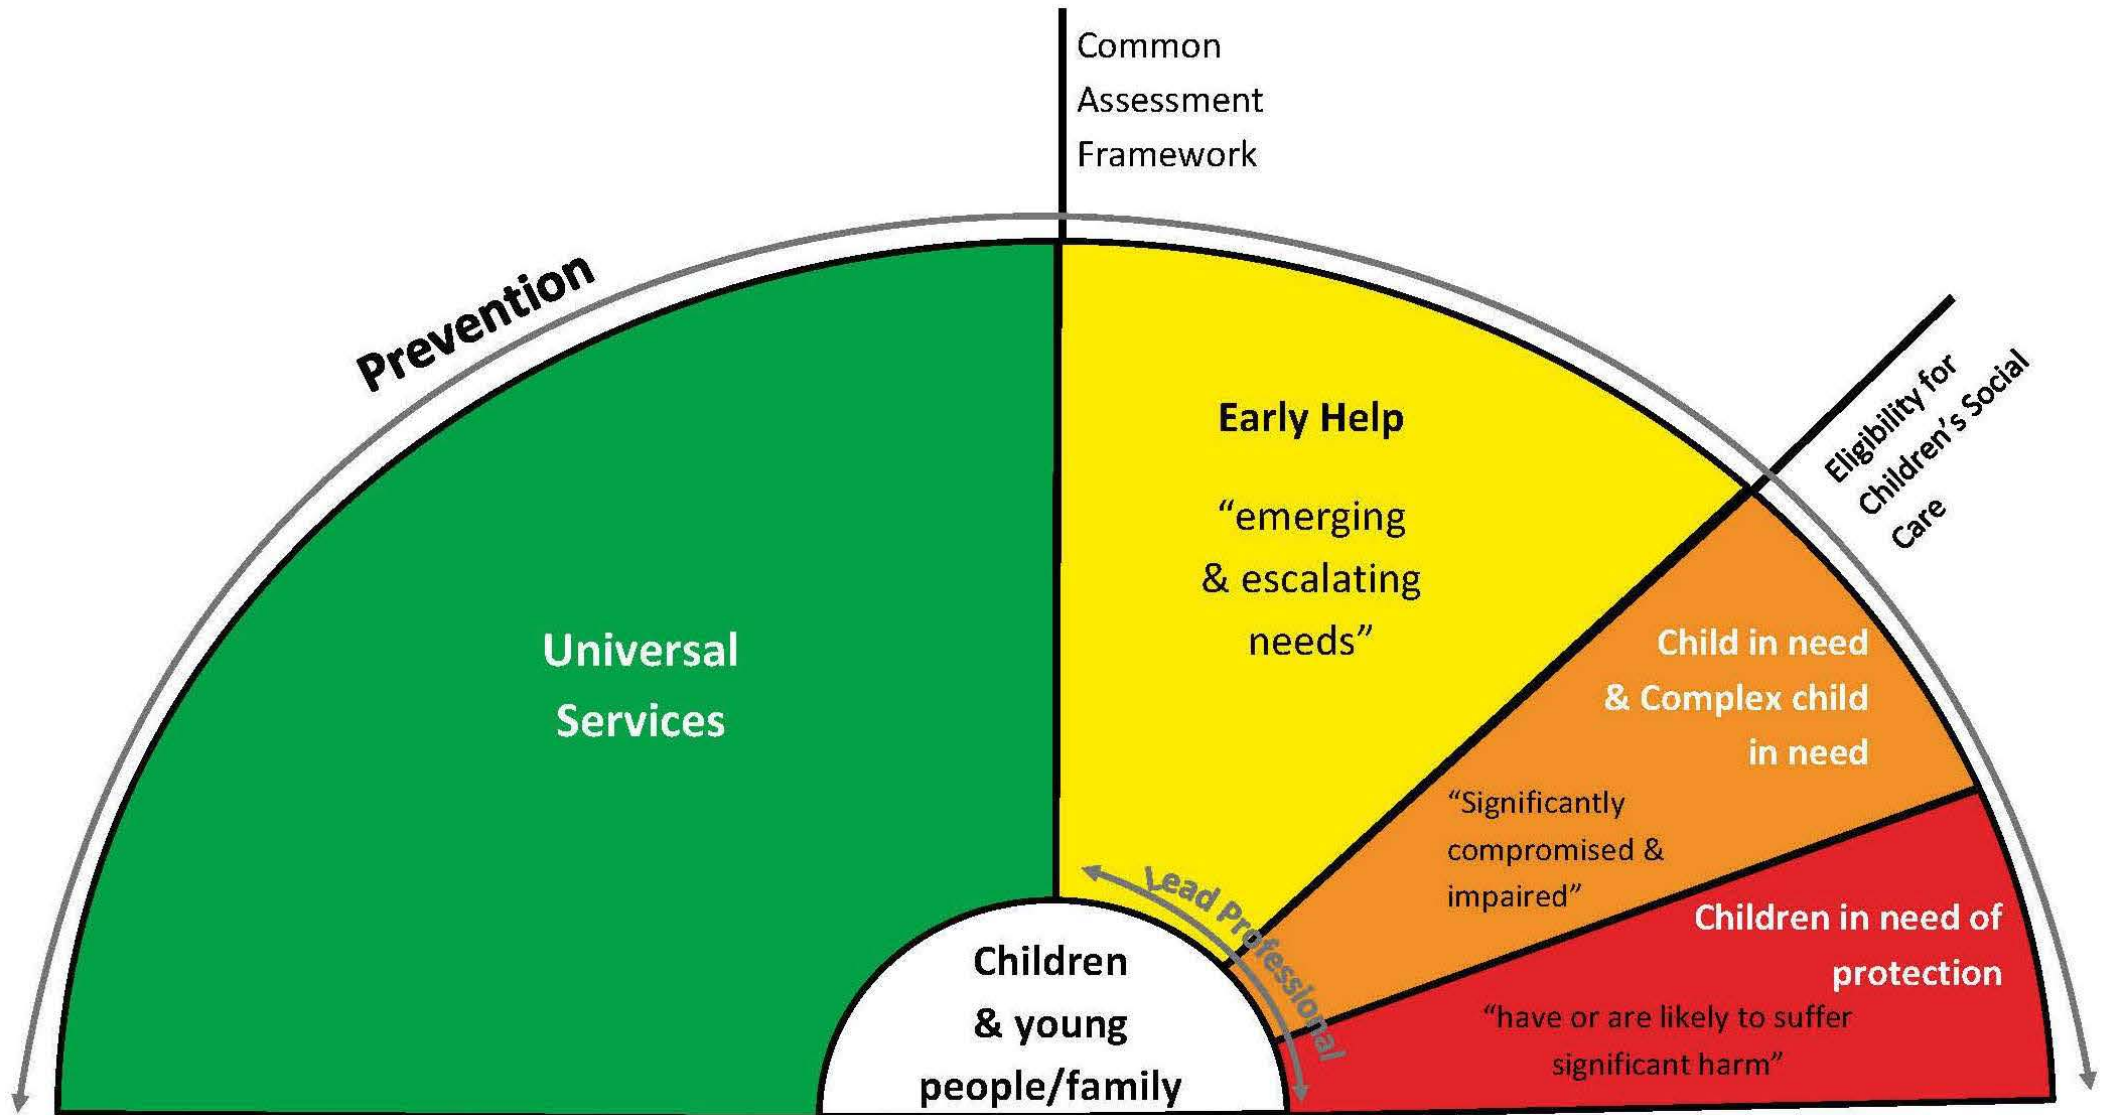 Common
Assessment
Framework
Prevention
Eligibility for
Children's Social
Care
Early Help
“emerging
& escalating
needs”
Universal
Services
Child in need
& Complex child
in need
“Significantly
compromised &
impaired”
Lead Professional
Children in need of
protection
“have or are likely to suffer
significant harm”
Children
& young
people/family